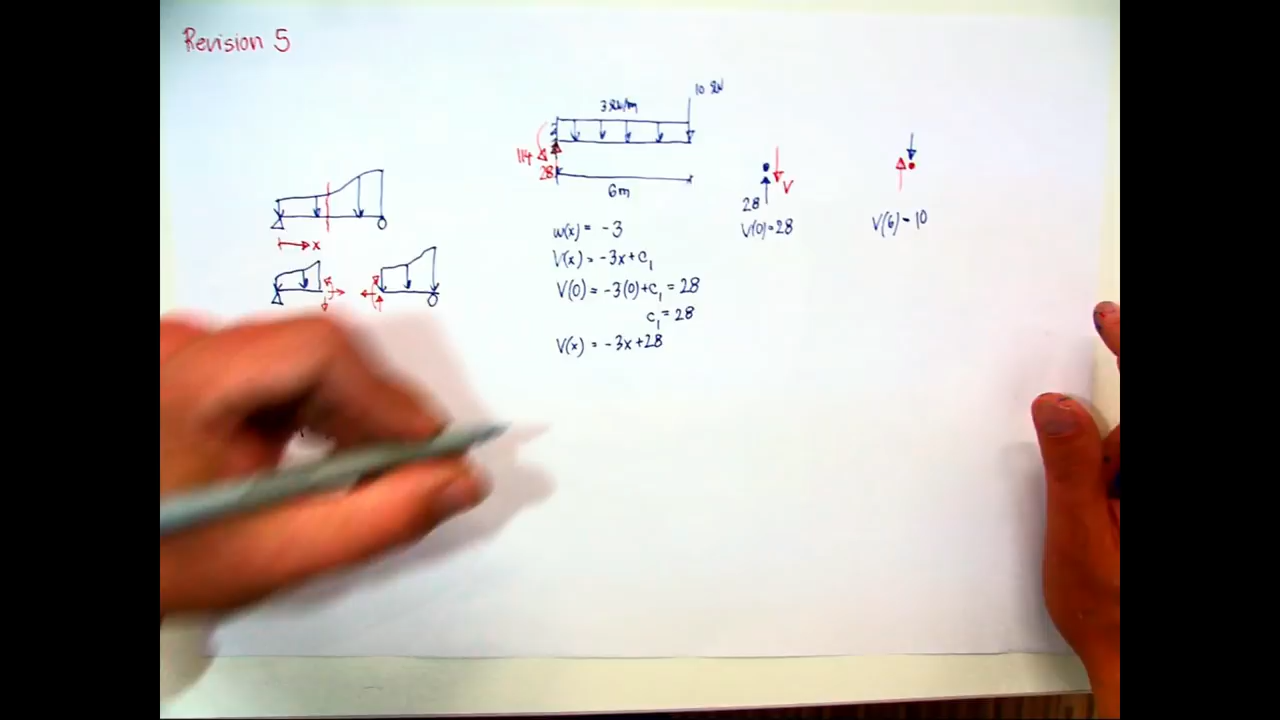 Revision 5
10 kN
3 kN/m
114
28
6m
x
w(x) = -3
V(x) = -3x+c₁
V(0) = -3(0)+c₁ = 28
c₁ = 28
V(x) = -3x+28
V
28
V(0)=28
V(6)=10